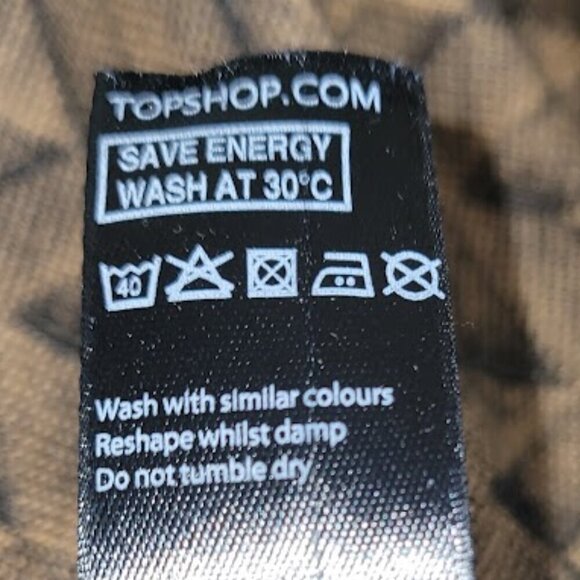 TOPSHOP.COM
SAVE ENERGY
WASH AT 30°C
40
Wash with similar colours
Reshape whilst damp
Do not tumble dry